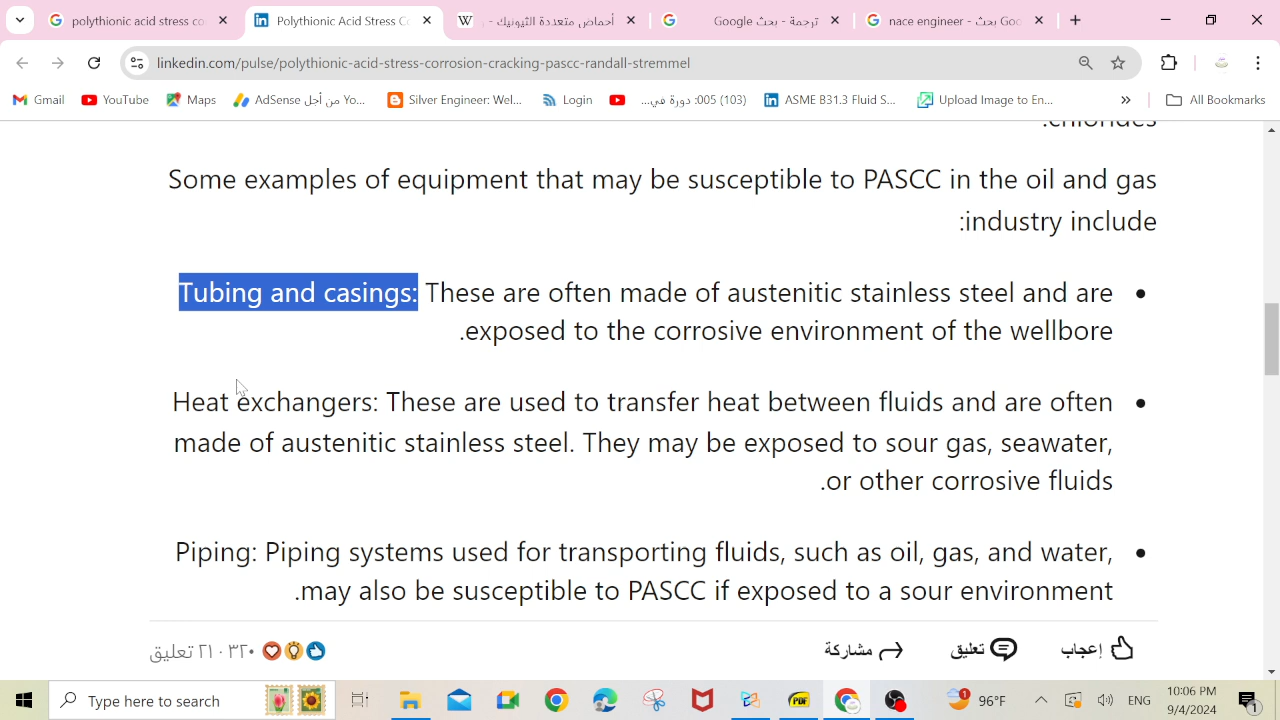 polythionic acid stress co
Polythionic Acid Stress Co
أحماض متعددة الثيونيك -
ترجمة - بحث Google
nace engineer - بحث Goo
linkedin.com/pulse/polythionic-acid-stress-corrosn-cracking-pascc-randall-stremmel
Gmail
YouTube
Maps
AdSense من أجل Yo...
Silver Engineer: Wel...
Login
(103) 005: دورة في...
ASME B31.3 Fluid S...
Upload Image to En...
All Bookmarks
.chlorides
Some examples of equipment that may be susceptible to PASCC in the oil and gas
:industry include
Tubing and casings: These are often made of austenitic stainless steel and are
.exposed to the corrosive environment of the wellbore
Heat exchangers: These are used to transfer heat between fluids and are often
made of austenitic stainless steel. They may be exposed to sour gas, seawater,
.or other corrosive fluids
Piping: Piping systems used for transporting fluids, such as oil, gas, and water,
.may also be susceptible to PASCC if exposed to a sour environment
إعجاب
تعليق
مشاركة
٣٢٠ · ٢١ تعليق
Type here to search
96°F
ENG
10:06 PM
9/4/2024